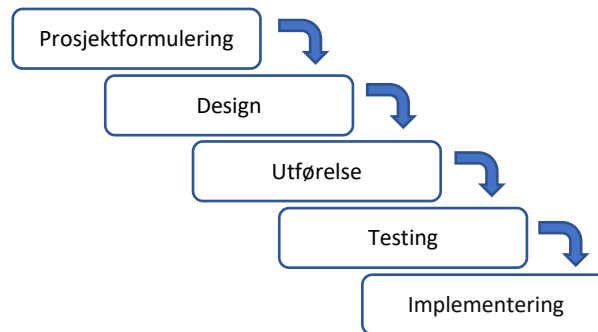 Prosjektformulering
Design
Utførelse
Testing
Implementering